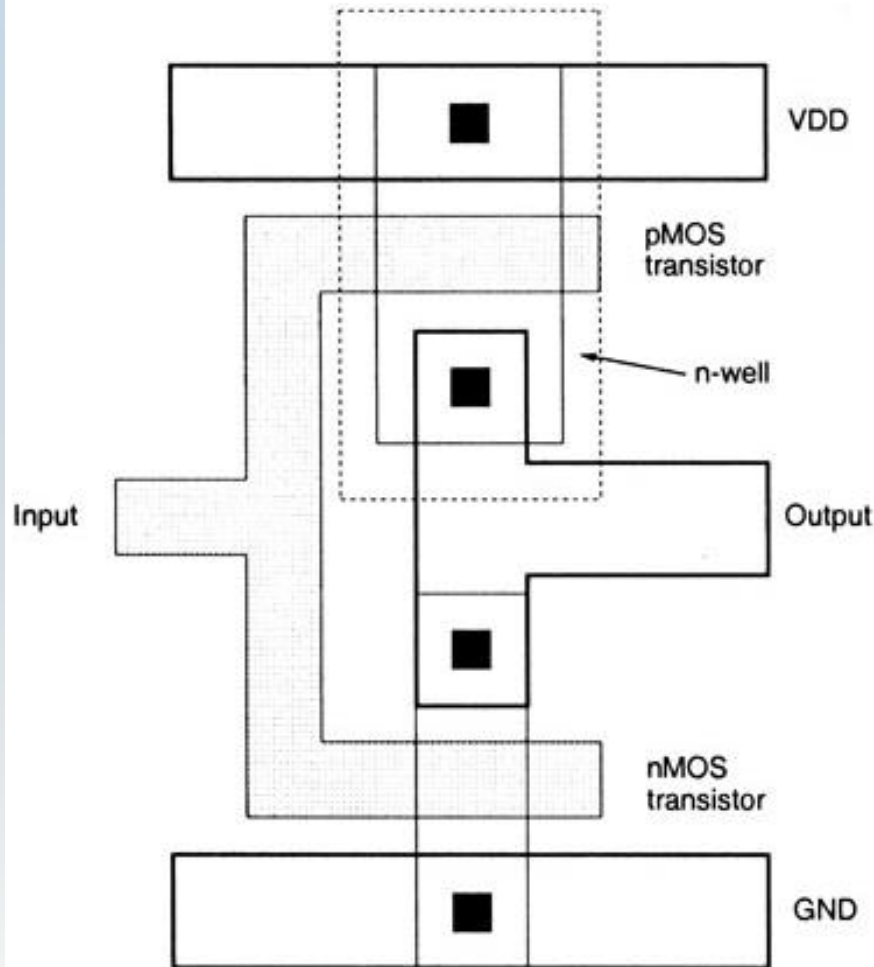 VDD
pMOS
transistor
n-well
Input
Output
nMOS
transistor
GND